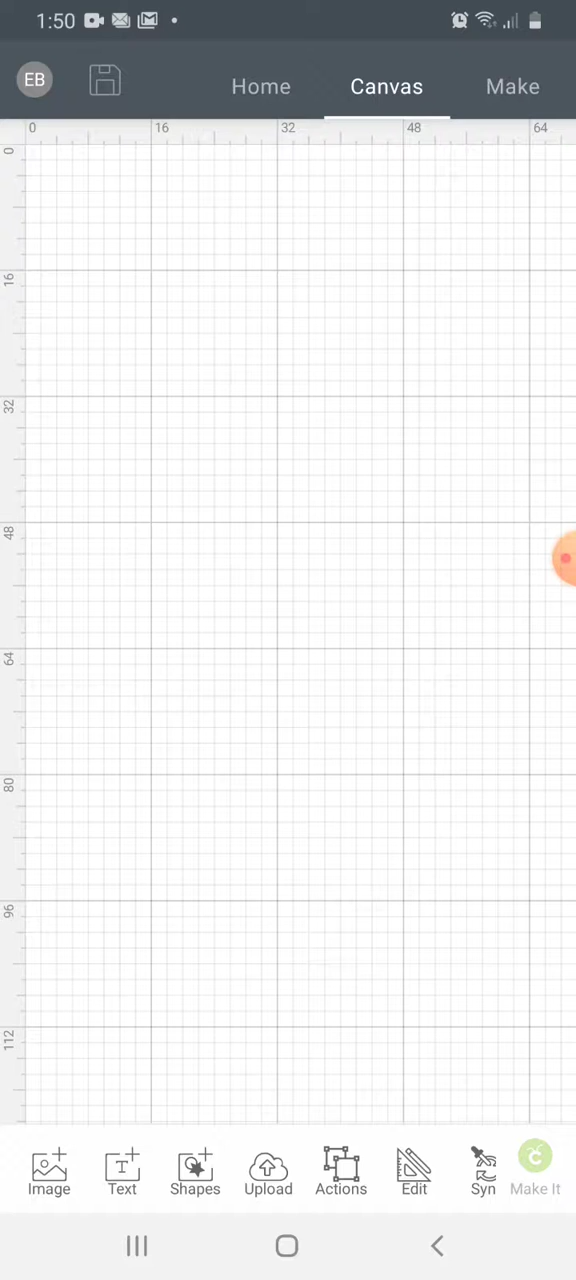 1:50
EB
Home
Canvas
Make
0
16
32
48
64
0
16
32
48
64
80
96
112
Image
Text
Shapes
Upload
Actions
Edit
Syn
Make It